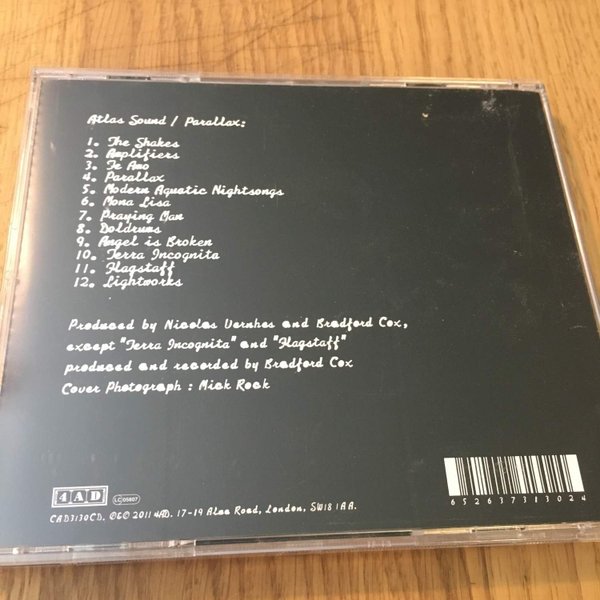 Atlas Sound / Parallax:
1. The Shakes
2. Amplifiers
3. Te Amo
4. Parallax
5. Modern Aquatic Nightsongs
6. Mona Lisa
7. Praying Man
8. Doldrums
9. Angel is Broken
10. Terra Incognita
11. Flagstaff
12. Lightworks
Produced by Nicolas Vernhes and Bradford Cox,
except "Terra Incognita" and "Flagstaff"
produced and recorded by Bradford Cox
Cover Photograph : Mick Rock
4AD LC 05807
CAD3130CD. ℗© 2011 4AD. 17-19 Alma Road, London, SW18 1AA.
652637313024